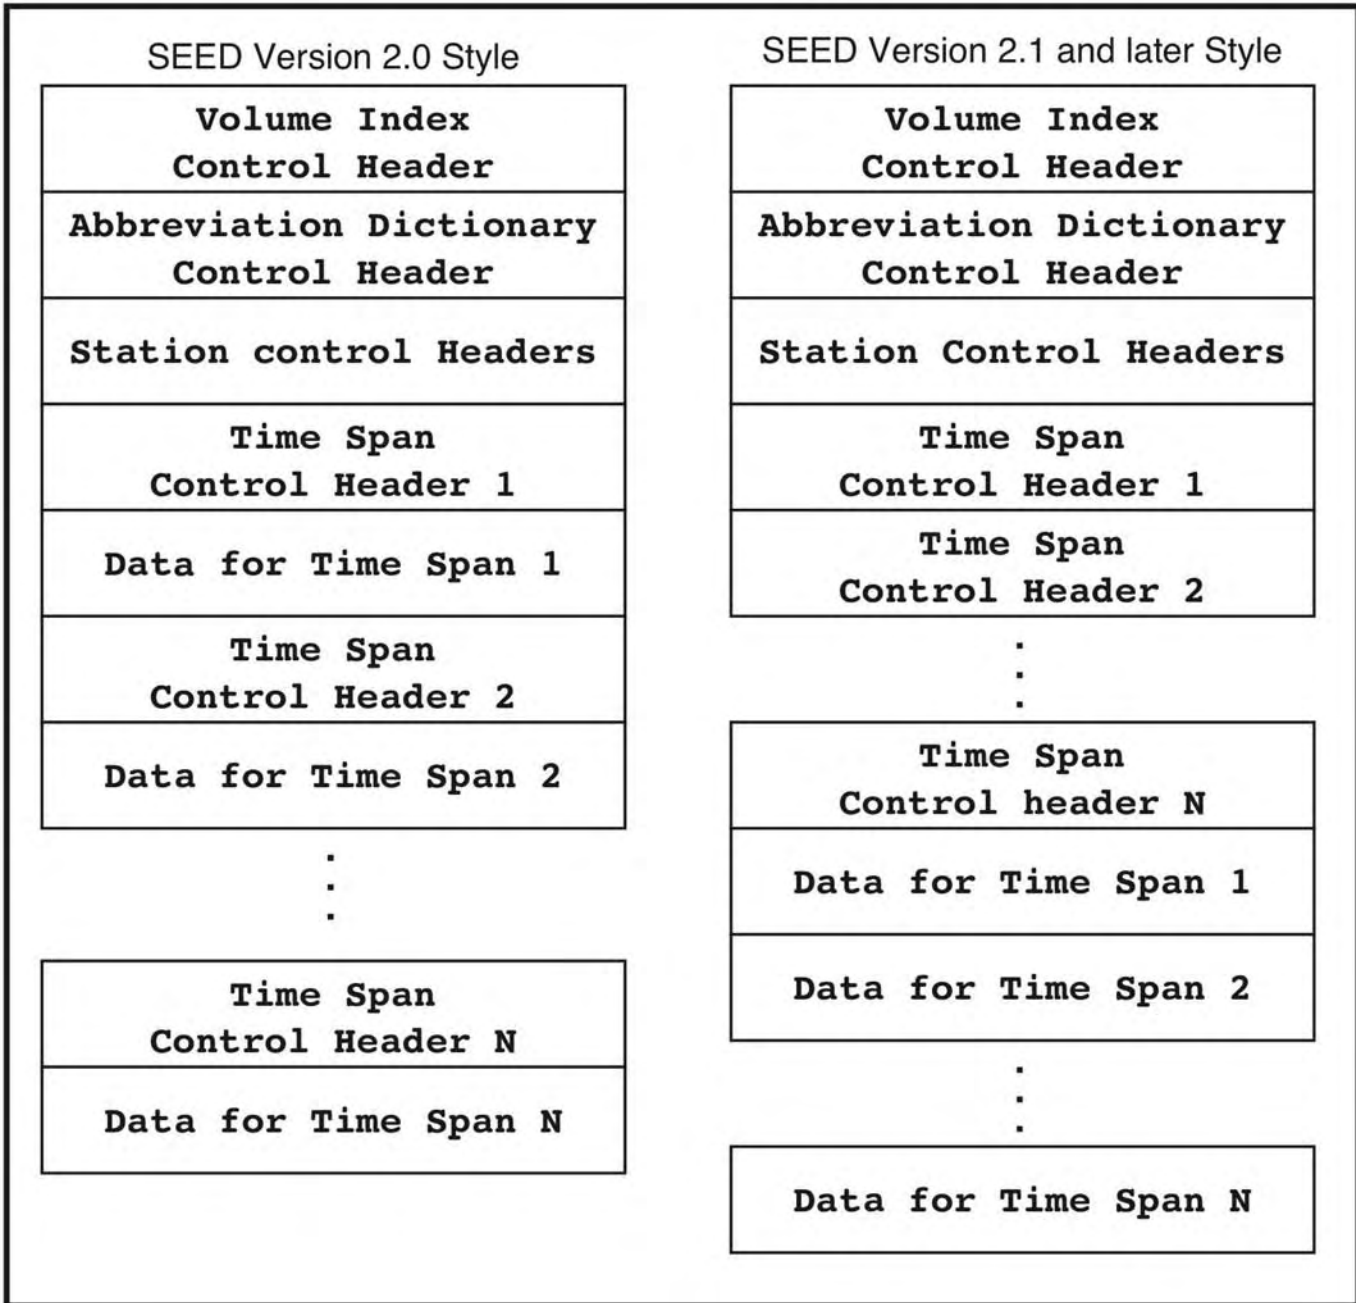 SEED Version 2.0 Style
Volume Index
Control Header
Abbreviation Dictionary
Control Header
Station control Headers
Time Span
Control Header 1
Data for Time Span 1
Time Span
Control Header 2
Data for Time Span 2
.
.
.
Time Span
Control Header N
Data for Time Span N
SEED Version 2.1 and later Style
Volume Index
Control Header
Abbreviation Dictionary
Control Header
Station Control Headers
Time Span
Control Header 1
Time Span
Control Header 2
.
.
.
Time Span
Control header N
Data for Time Span 1
Data for Time Span 2
.
.
.
Data for Time Span N